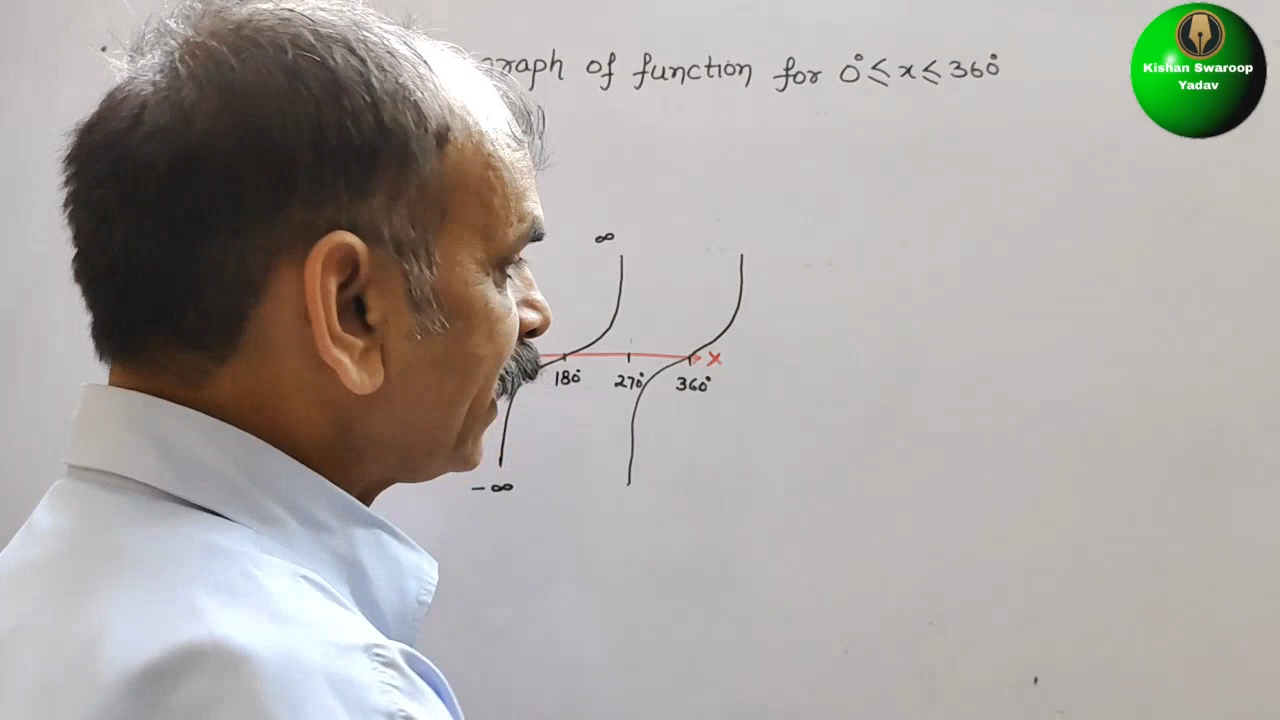 graph of function for 0° ≤ x ≤ 360°
Kishan Swaroop
Yadav
∞
X
180° 270° 360°
- ∞